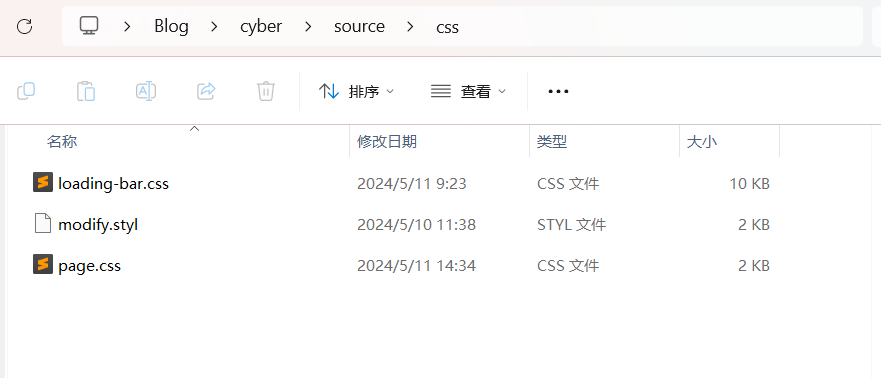 Blog > cyber > source > css
排序 查看
名称 修改日期 类型 大小
loading-bar.css 2024/5/11 9:23 CSS 文件 10 KB
modify.styl 2024/5/10 11:38 STYL 文件 2 KB
page.css 2024/5/11 14:34 CSS 文件 2 KB